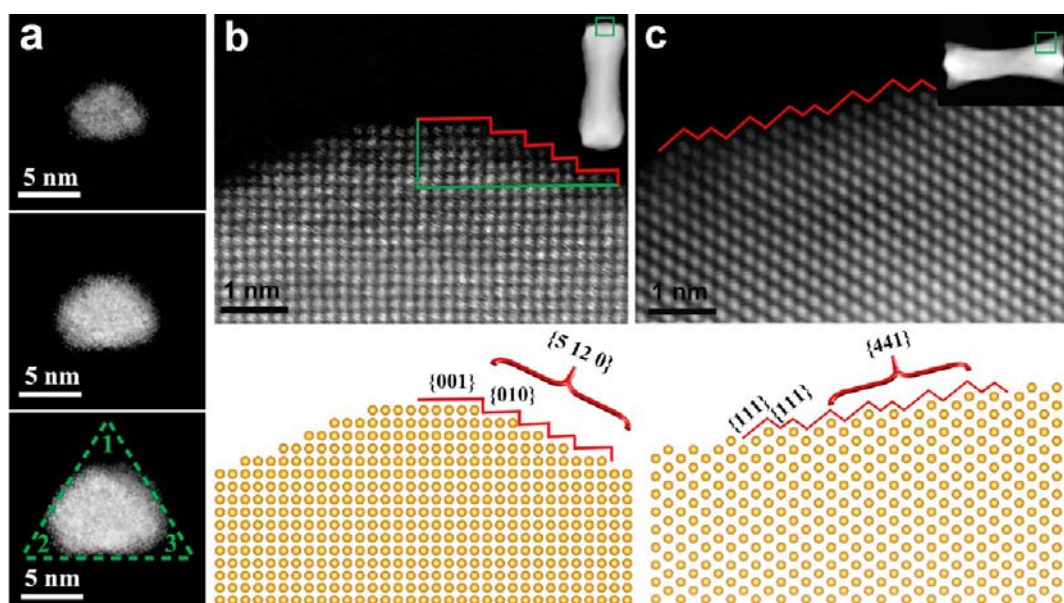 a
5 nm
5 nm
1
2
3
5 nm
b
1 nm
{001}
{010}
{5 12 0}
c
1 nm
{111}
{111}
{441}